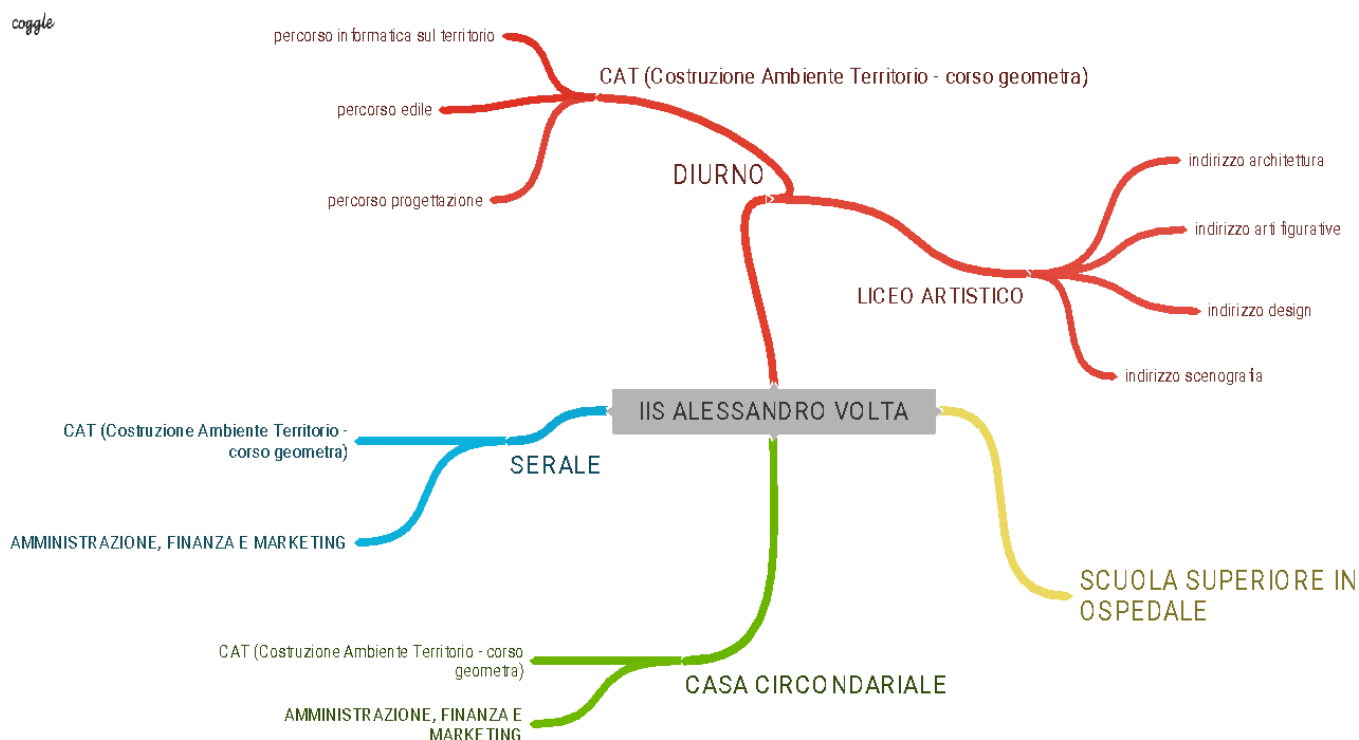 coggle
percorso informatica sul territorio
percorso edile
percorso progettazione
CAT (Costruzione Ambiente Territorio - corso geometra)
DIURNO
LICEO ARTISTICO
indirizzo architettura
indirizzo arti figurative
indirizzo design
indirizzo scenografia
IIS ALESSANDRO VOLTA
CAT (Costruzione Ambiente Territorio -
corso geometra)
SERALE
AMMINISTRAZIONE, FINANZA E MARKETING
SCUOLA SUPERIORE IN
OSPEDALE
CAT (Costruzione Ambiente Territorio - corso
geometra)
CASA CIRCONDARIALE
AMMINISTRAZIONE, FINANZA E
MARKETING